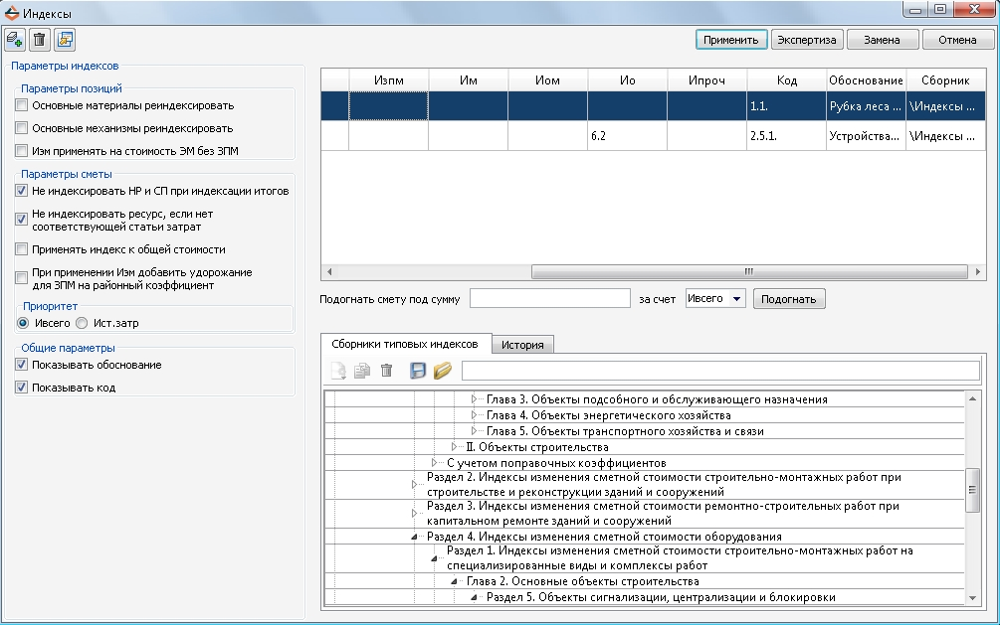 Индексы
Применить Экспертиза Замена Отмена
Параметры индексов
Параметры позиций
Основные материалы реиндексировать
Основные механизмы реиндексировать
Изм применять на стоимость ЭМ без ЗПМ
Параметры сметы
Не индексировать НР и СП при индексации итогов
Не индексировать ресурс, если нет
соответствующей статьи затрат
Применять индекс к общей стоимости
При применении Изм добавить удорожание
для ЗПМ на районный коэффициент
Приоритет
Ивсего Ист.затр
Общие параметры
Показывать обоснование
Показывать код
Изпм Им Иом Ио Ипроч Код Обоснование Сборник
1.1. Рубка леса ... \Индексы ...
6.2 2.5.1. Устройства... \Индексы ...
Подогнать смету под сумму за счет Ивсего Подогнать
Сборники типовых индексов История
Глава 3. Объекты подсобного и обслуживающего назначения
Глава 4. Объекты энергетического хозяйства
Глава 5. Объекты транспортного хозяйства и связи
II. Объекты строительства
С учетом поправочных коэффициентов
Раздел 2. Индексы изменения сметной стоимости строительно-монтажных работ при
строительстве и реконструкции зданий и сооружений
Раздел 3. Индексы изменения сметной стоимости ремонтно-строительных работ при
капитальном ремонте зданий и сооружений
Раздел 4. Индексы изменения сметной стоимости оборудования
Раздел 1. Индексы изменения сметной стоимости строительно-монтажных работ на
специализированные виды и комплексы работ
Глава 2. Основные объекты строительства
Раздел 5. Объекты сигнализации, централизации и блокировки